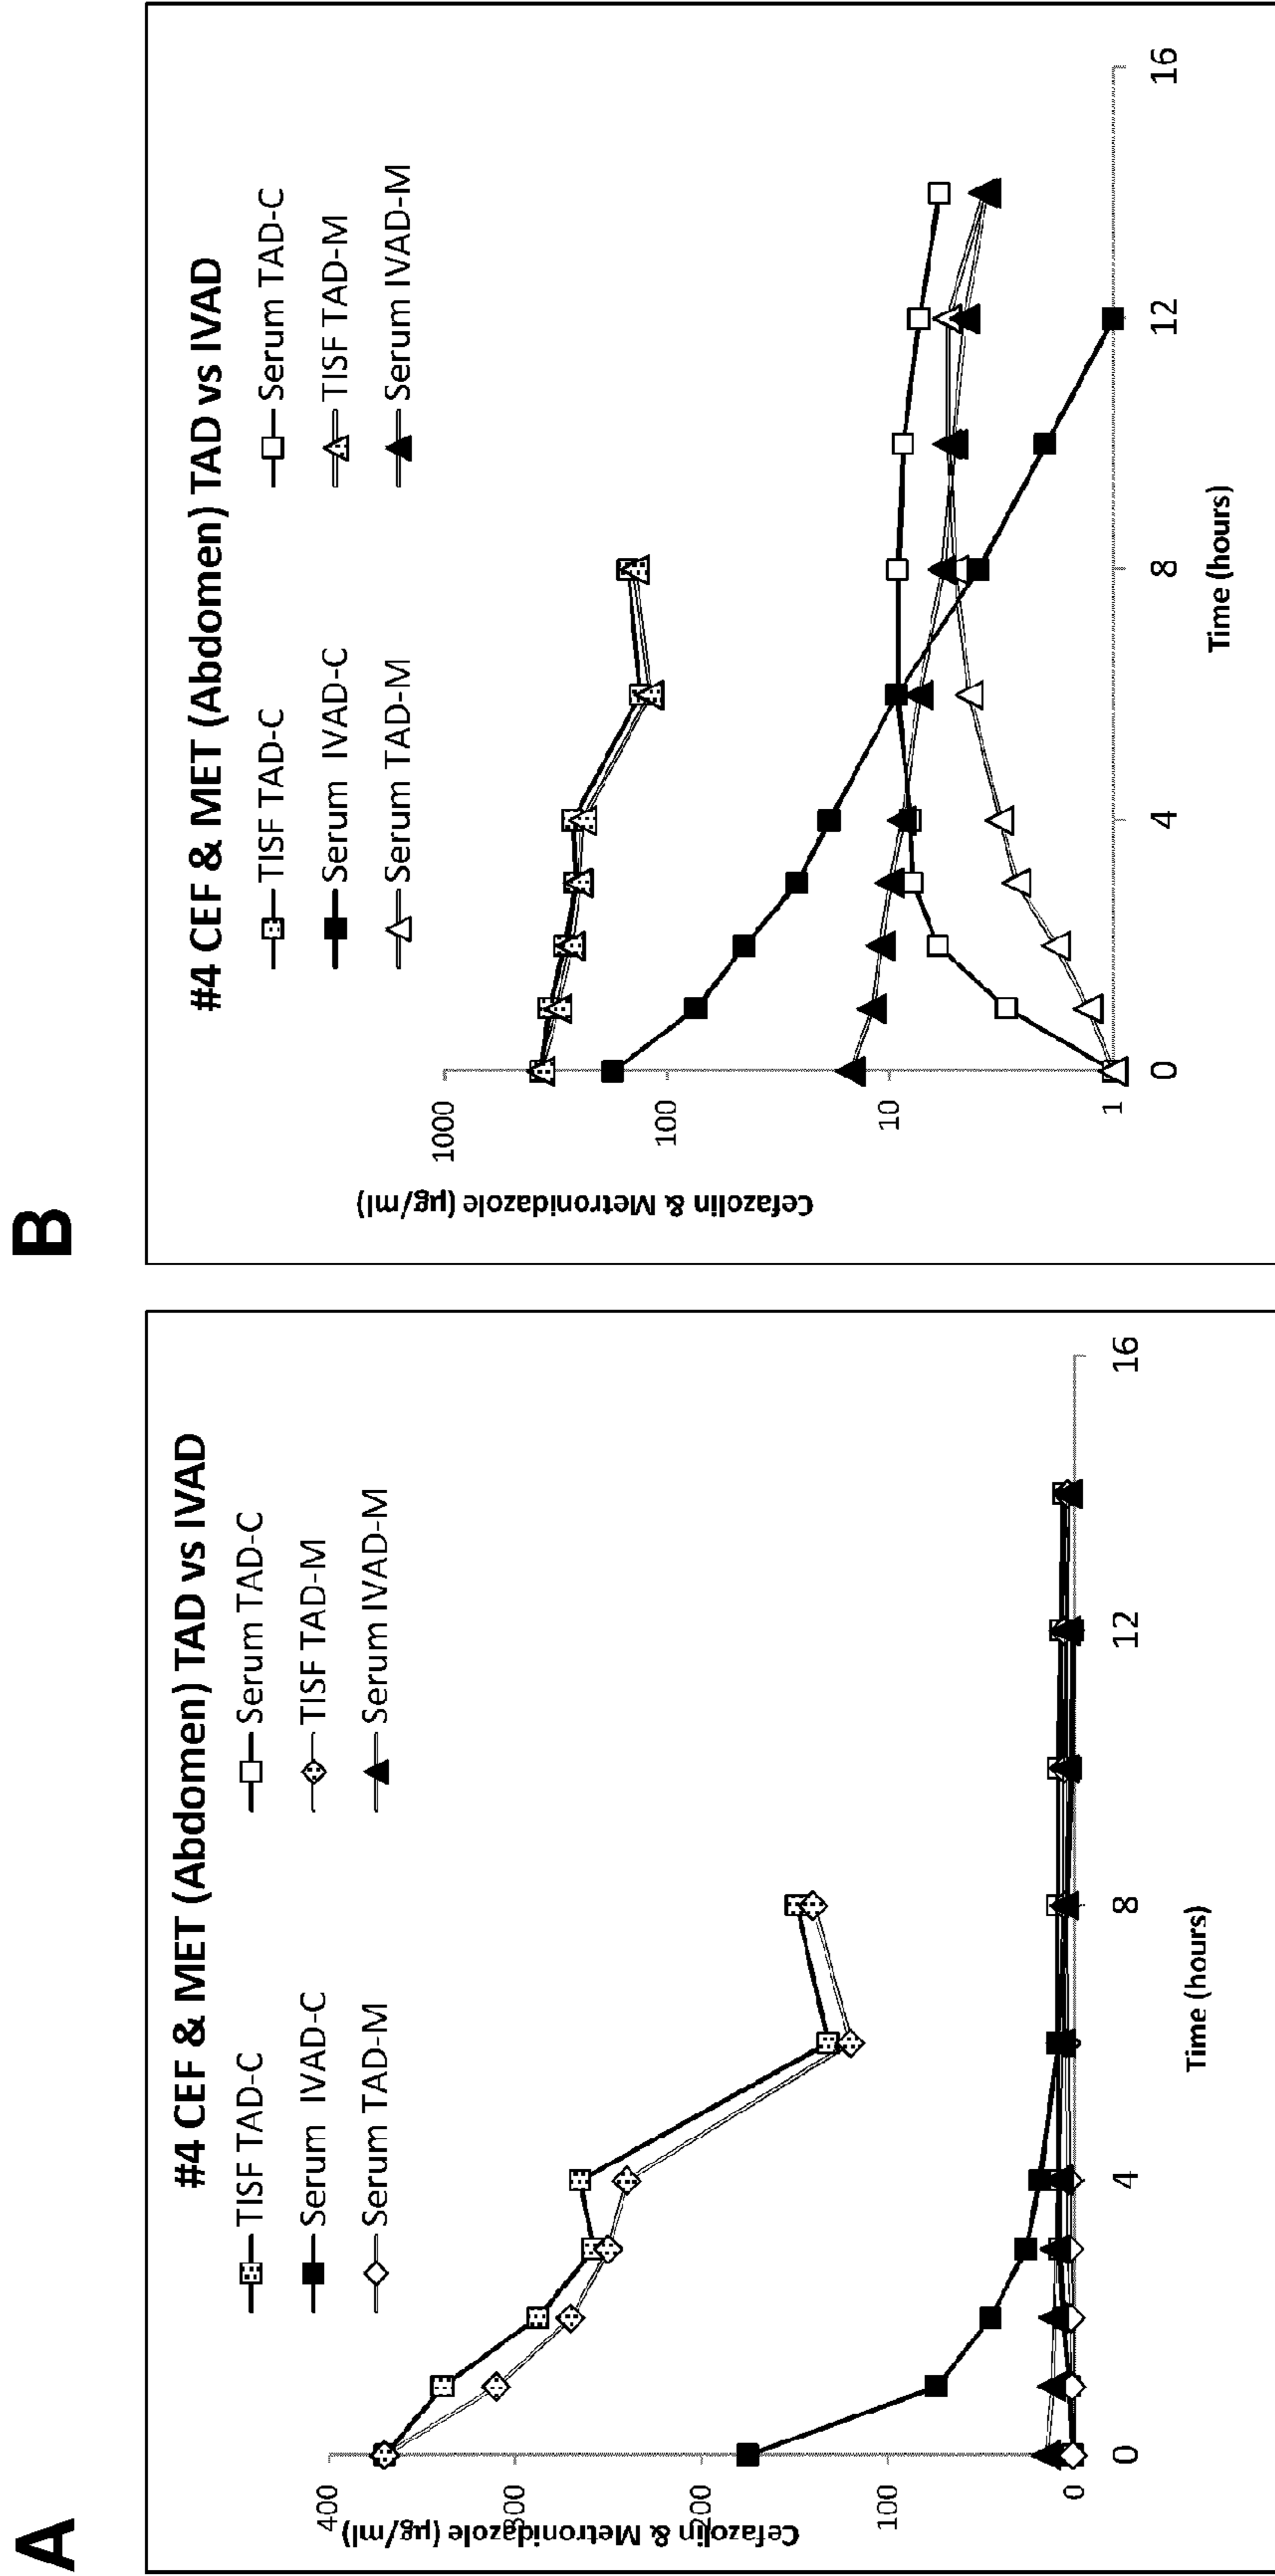 A
#4 CEF & MET (Abdomen) TAD vs IVAD
TISF TAD-C
Serum TAD-C
Serum IVAD-C
TISF TAD-M
Serum TAD-M
Serum IVAD-M
Cefazolin & Metronidazole (µg/ml)
400
300
200
100
0
0
4
8
12
16
Time (hours)
B
#4 CEF & MET (Abdomen) TAD vs IVAD
TISF TAD-C
Serum TAD-C
Serum IVAD-C
TISF TAD-M
Serum TAD-M
Serum IVAD-M
Cefazolin & Metronidazole (µg/ml)
1000
100
10
1
0
4
8
12
16
Time (hours)